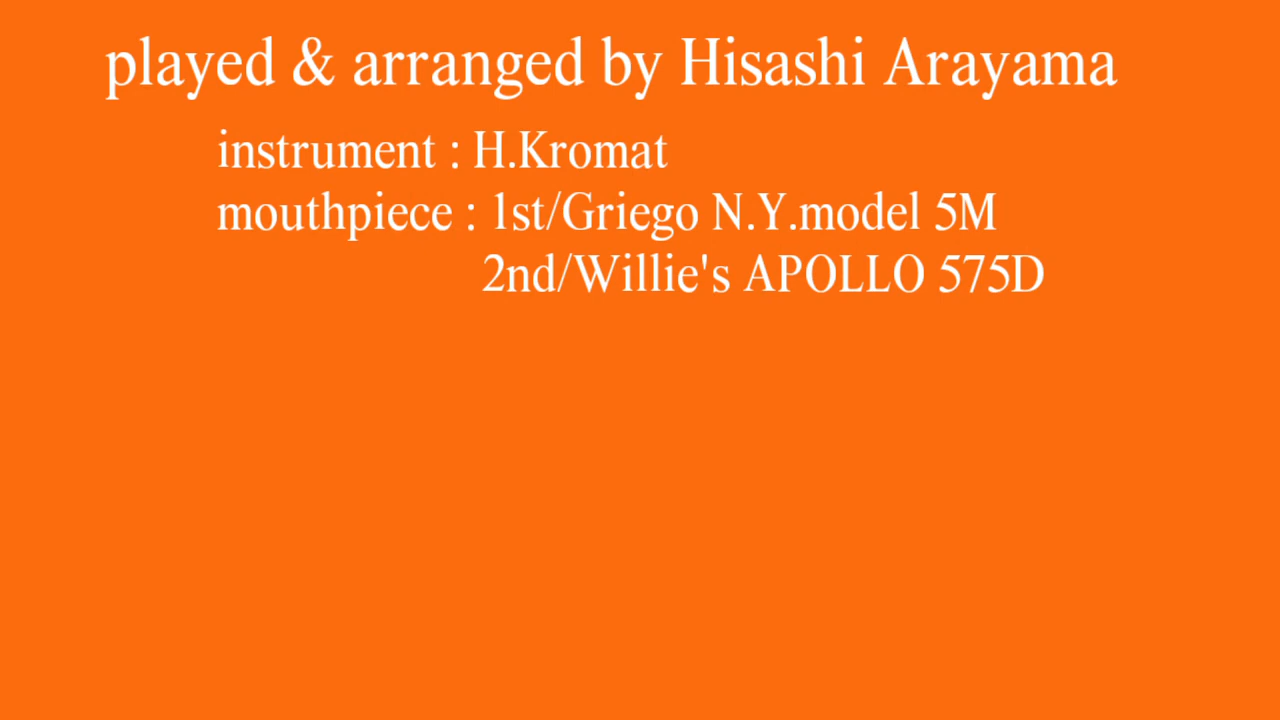 played & arranged by Hisashi Arayama
instrument : H.Kromat
mouthpiece : 1st/Griego N.Y.model 5M
2nd/Willie's APOLLO 575D